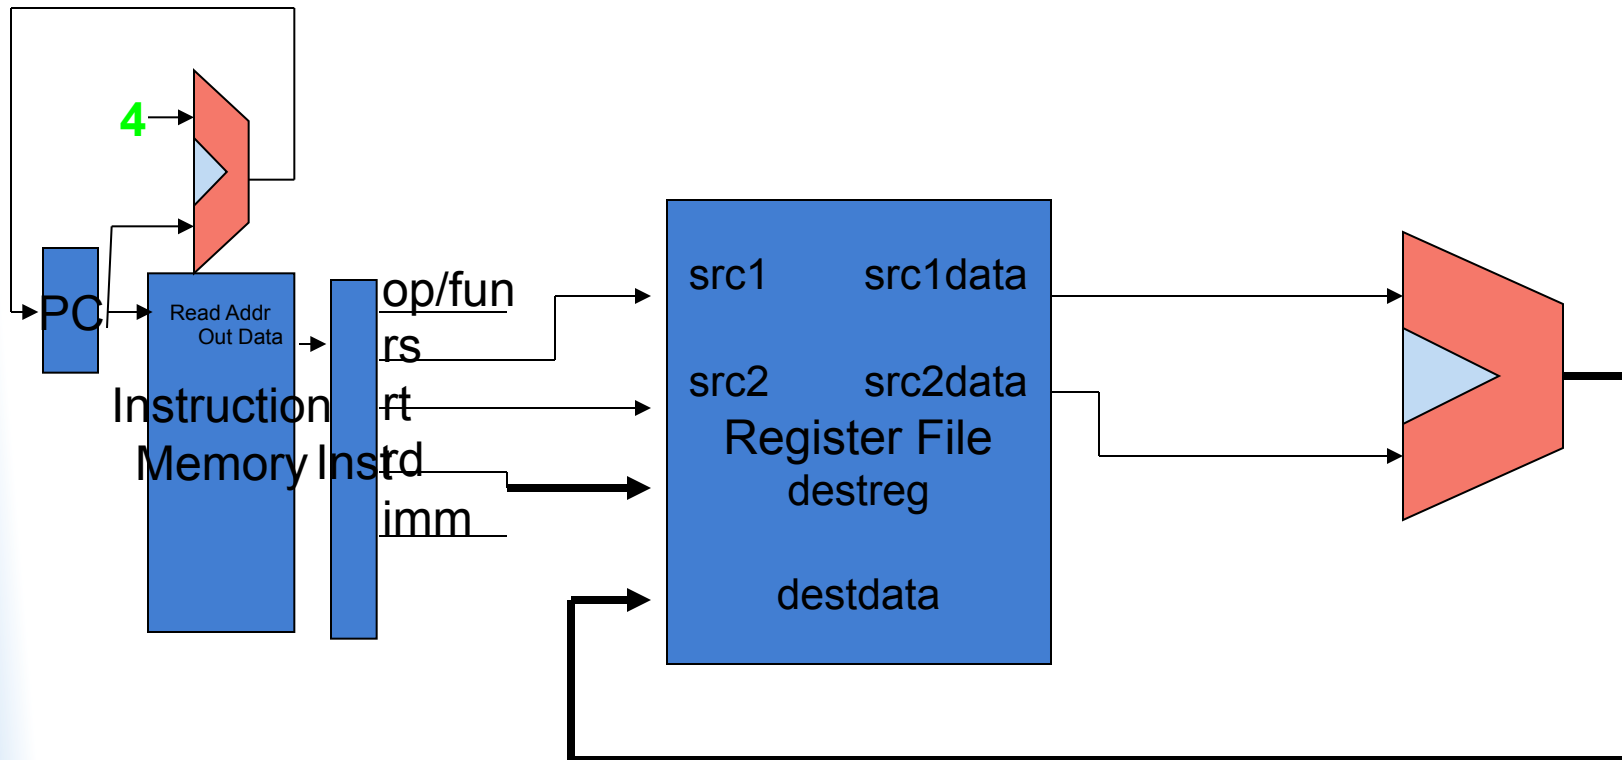 4
PC
Read Addr
Out Data
Instruction
Memory
Instr
op/fun
rs
rt
rd
imm
src1
src1data
src2
src2data
Register File
destreg
destdata